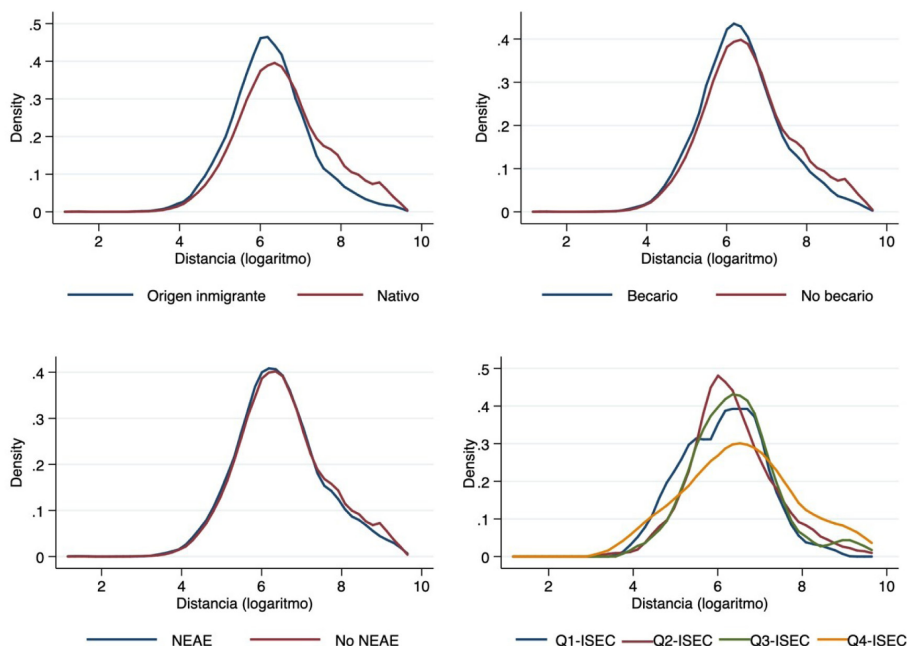 .5
.4
.3
.2
.1
0
Density
2 4 6 8 10
Distancia (logaritmo)
Origen inmigrante Nativo
.4
.3
.2
.1
0
Density
2 4 6 8 10
Distancia (logaritmo)
Becario No becario
.4
.3
.2
.1
0
Density
2 4 6 8 10
Distancia (logaritmo)
NEAE No NEAE
.5
.4
.3
.2
.1
0
Density
2 4 6 8 10
Distancia (logaritmo)
Q1-ISEC Q2-ISEC Q3-ISEC Q4-ISEC